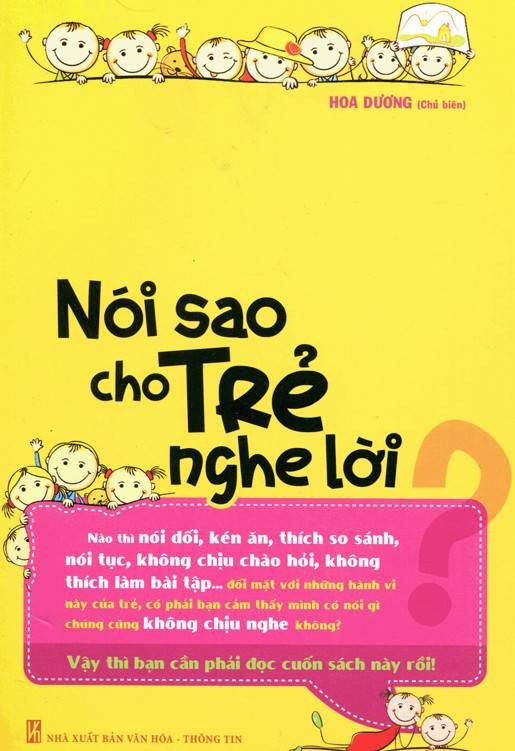 HOA DƯƠNG (Chủ biên)
Nói sao
cho TRẺ
nghe lời
?
Nào thì nói dối, kén ăn, thích so sánh,
nói tục, không chịu chào hỏi, không
thích làm bài tập... đối mặt với những hành vi
này của trẻ, có phải bạn cảm thấy mình có nói gì
chúng cũng không chịu nghe không?
Vậy thì bạn cần phải đọc cuốn sách này rồi!
NHÀ XUẤT BẢN VĂN HÓA - THÔNG TIN